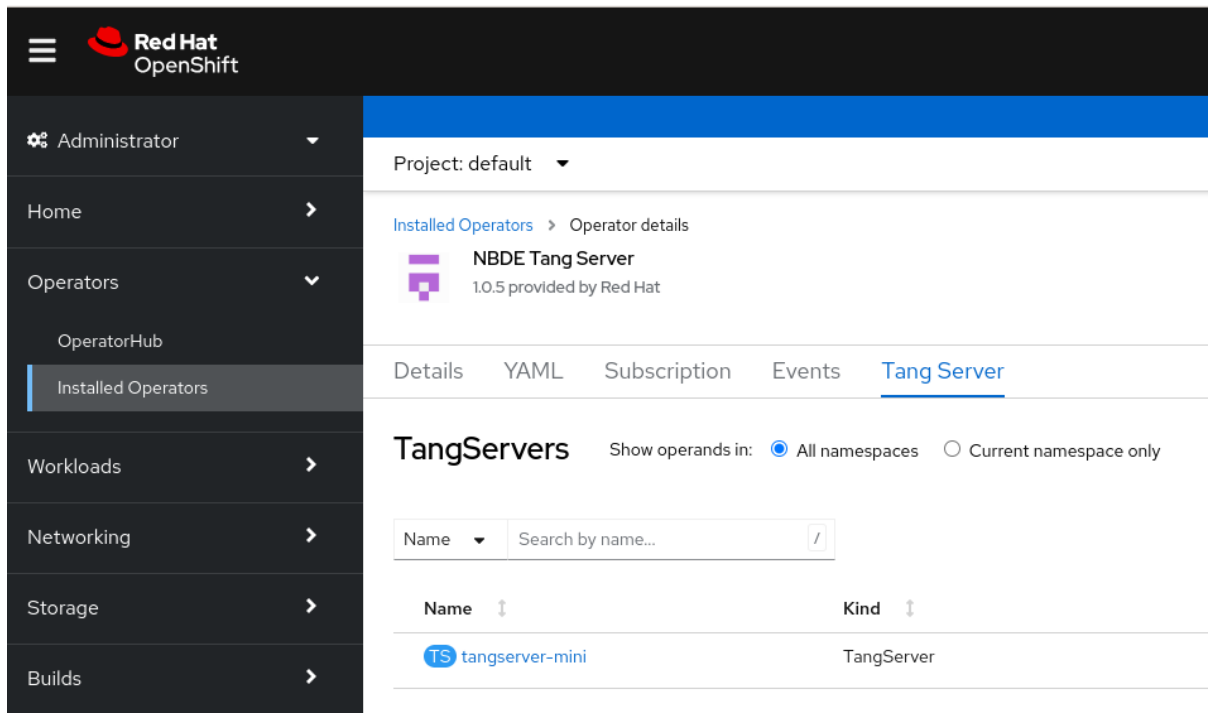 Red Hat
OpenShift
Administrator
Project: default
Home
Installed Operators > Operator details
NBDE Tang Server
1.0.5 provided by Red Hat
Operators
OperatorHub
Installed Operators
Details YAML Subscription Events Tang Server
TangServers Show operands in: All namespaces Current namespace only
Workloads
Networking
Name Search by name... /
Storage
Name Kind
TS tangserver-mini TangServer
Builds